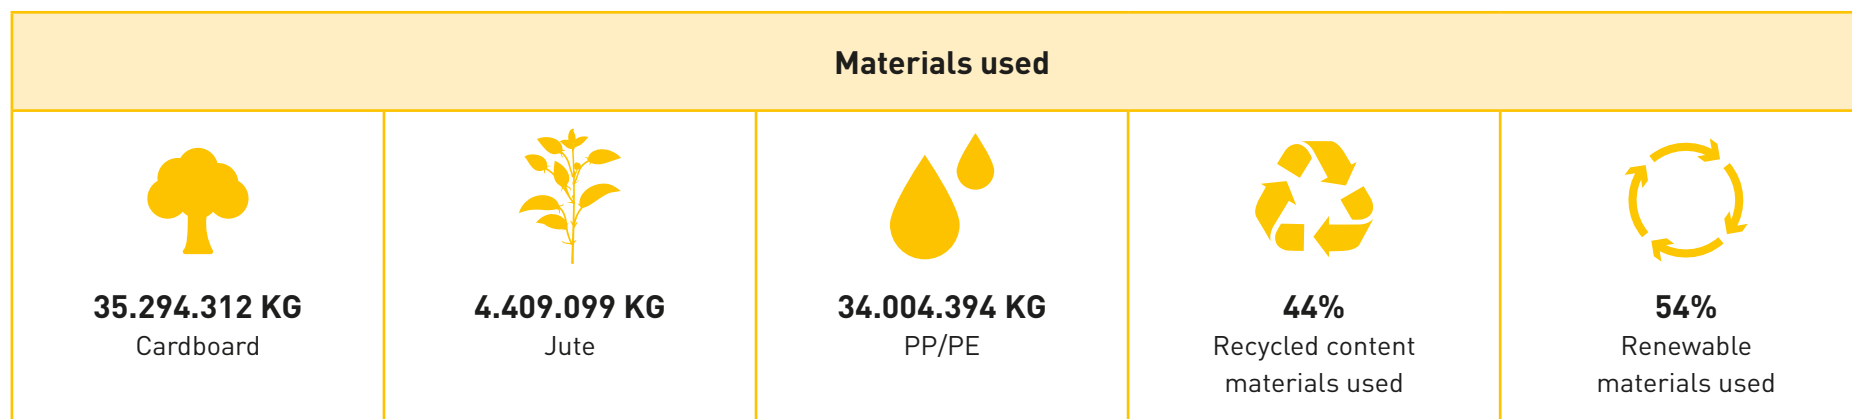 Materials used
35.294.312 KG
Cardboard
4.409.099 KG
Jute
34.004.394 KG
PP/PE
44%
Recycled content
materials used
54%
Renewable
materials used